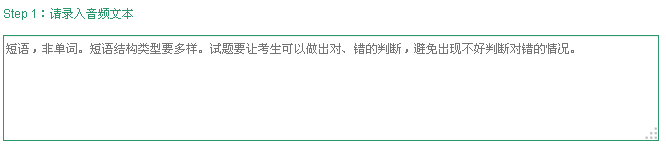 Step 1：请录入音频文本
短语，非单词。短语结构类型要多样。试题要让考生可以做出对、错的判断，避免出现不好判断对错的情况。